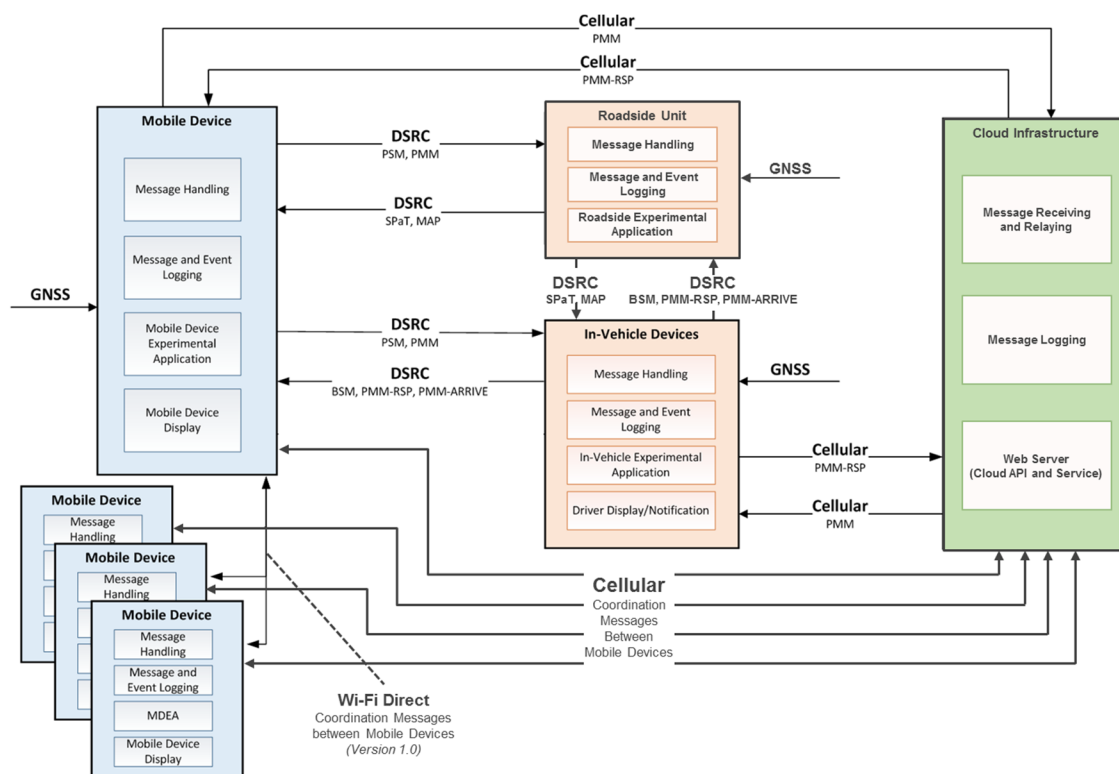 Cellular
PMM
Cellular
PMM-RSP
Mobile Device
Message Handling
Message and Event
Logging
Mobile Device
Experimental
Application
Mobile Device
Display
GNSS
DSRC
PSM, PMM
DSRC
SPaT, MAP
DSRC
PSM, PMM
DSRC
BSM, PMM-RSP, PMM-ARRIVE
Roadside Unit
Message Handling
Message and Event
Logging
Roadside Experimental
Application
GNSS
DSRC
SPaT, MAP
DSRC
BSM, PMM-RSP, PMM-ARRIVE
In-Vehicle Devices
Message Handling
Message and Event
Logging
In-Vehicle Experimental
Application
Driver Display/Notification
GNSS
Cellular
PMM-RSP
Cellular
PMM
Cloud Infrastructure
Message Receiving
and Relaying
Message Logging
Web Server
(Cloud API and Service)
Mobile Device
Message
Handling
Mobile Device
Message
Handling
Mobile Device
Message
Handling
Message and
Event Logging
MDEA
Mobile Device
Display
Cellular
Coordination
Messages
Between
Mobile Devices
Wi-Fi Direct
Coordination Messages
between Mobile Devices
(Version 1.0)